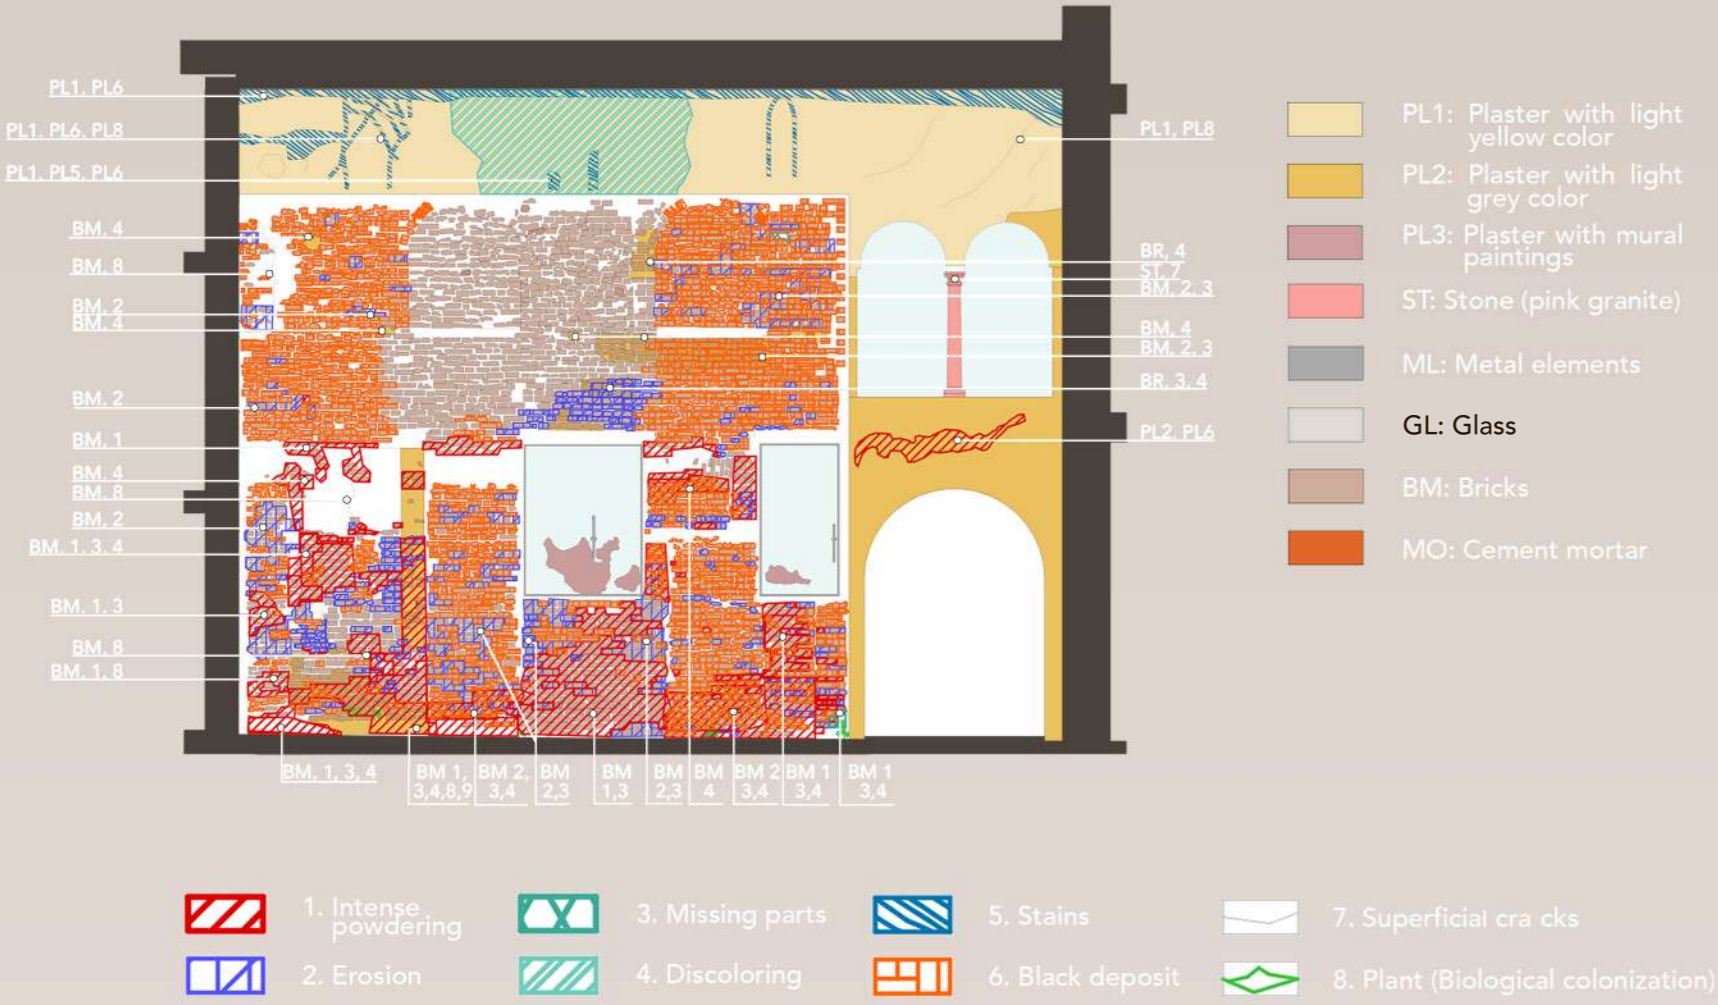 PL1, PL6
PL1, PL6, PL8
PL1, PL5, PL6
BM, 4
BM, 8
BM, 2
BM, 4
BM, 2
BM, 1
BM, 4
BM, 8
BM, 2
BM, 1, 3, 4
BM, 1, 3
BM, 8
BM, 1, 8
PL1, PL8
BR, 4
ST, 7
BM, 2, 3
BM, 4
BM, 2, 3
BR, 3, 4
PL2, PL6
BM, 1, 3, 4
BM 1,
3,4,8,9
BM 2,
3,4
BM
2,3
BM
1,3
BM
2,3
BM
4
BM 2
3,4
BM 1
3,4
BM 1
3,4
PL1: Plaster with light
yellow color
PL2: Plaster with light
grey color
PL3: Plaster with mural
paintings
ST: Stone (pink granite)
ML: Metal elements
GL: Glass
BM: Bricks
MO: Cement mortar
1. Intense
powdering
2. Erosion
3. Missing parts
4. Discoloring
5. Stains
6. Black deposit
7. Superficial cra cks
8. Plant (Biological colonization)